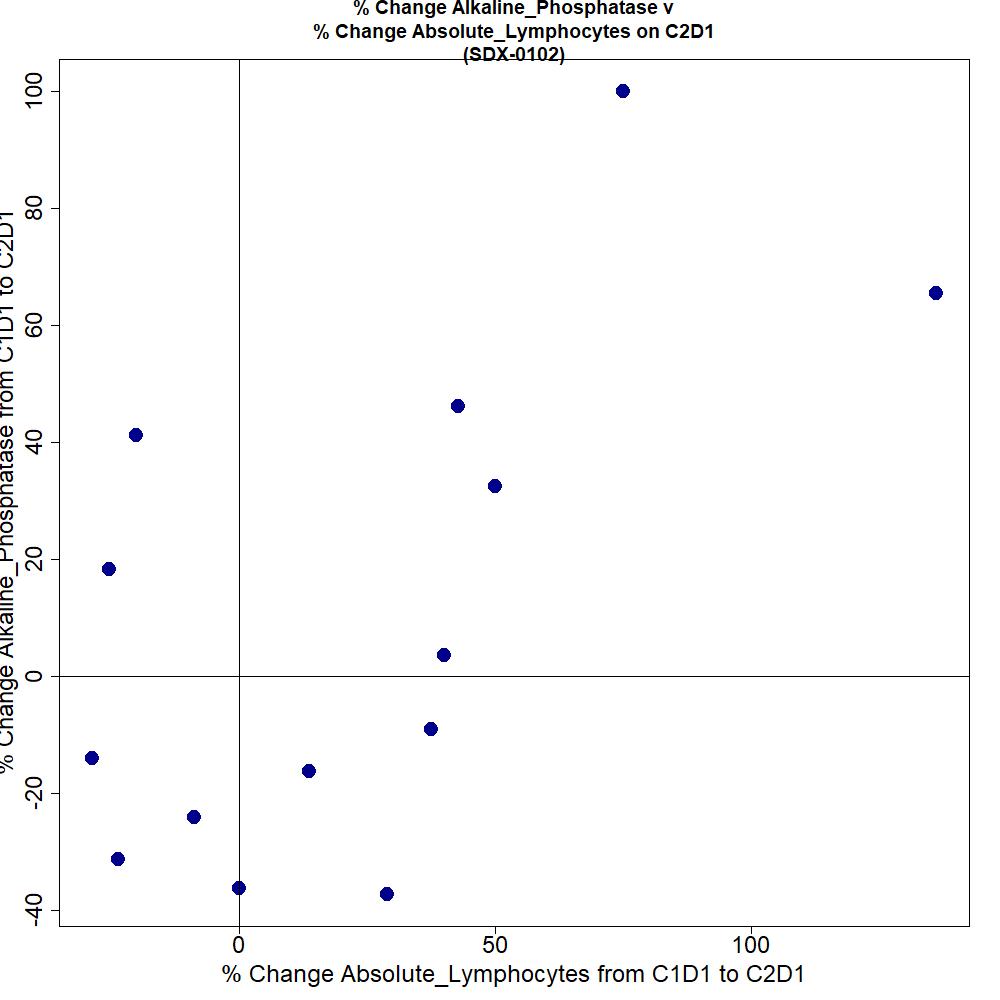 % Change Alkaline_Phosphatase v
% Change Absolute_Lymphocytes on C2D1
(SDX-0102)
% Change Alkaline_Phosphatase from C1D1 to C2D1
100
80
60
40
20
0
-20
-40
0
50
100
% Change Absolute_Lymphocytes from C1D1 to C2D1